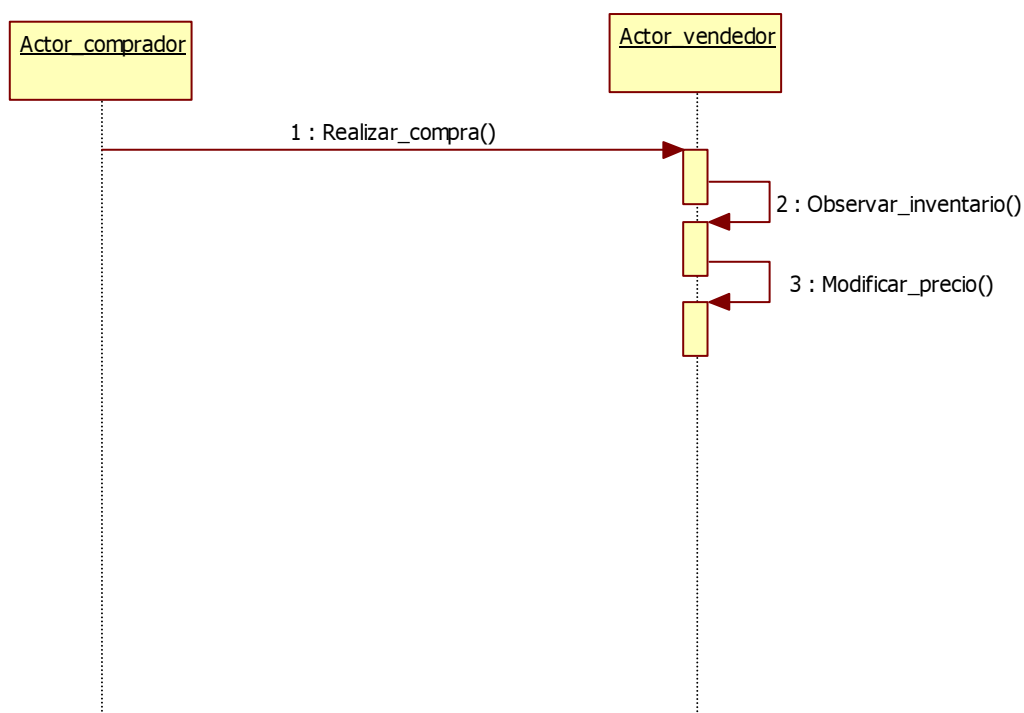 Actor_comprador
Actor_vendedor
1 : Realizar_compra()
2 : Observar_inventario()
3 : Modificar_precio()